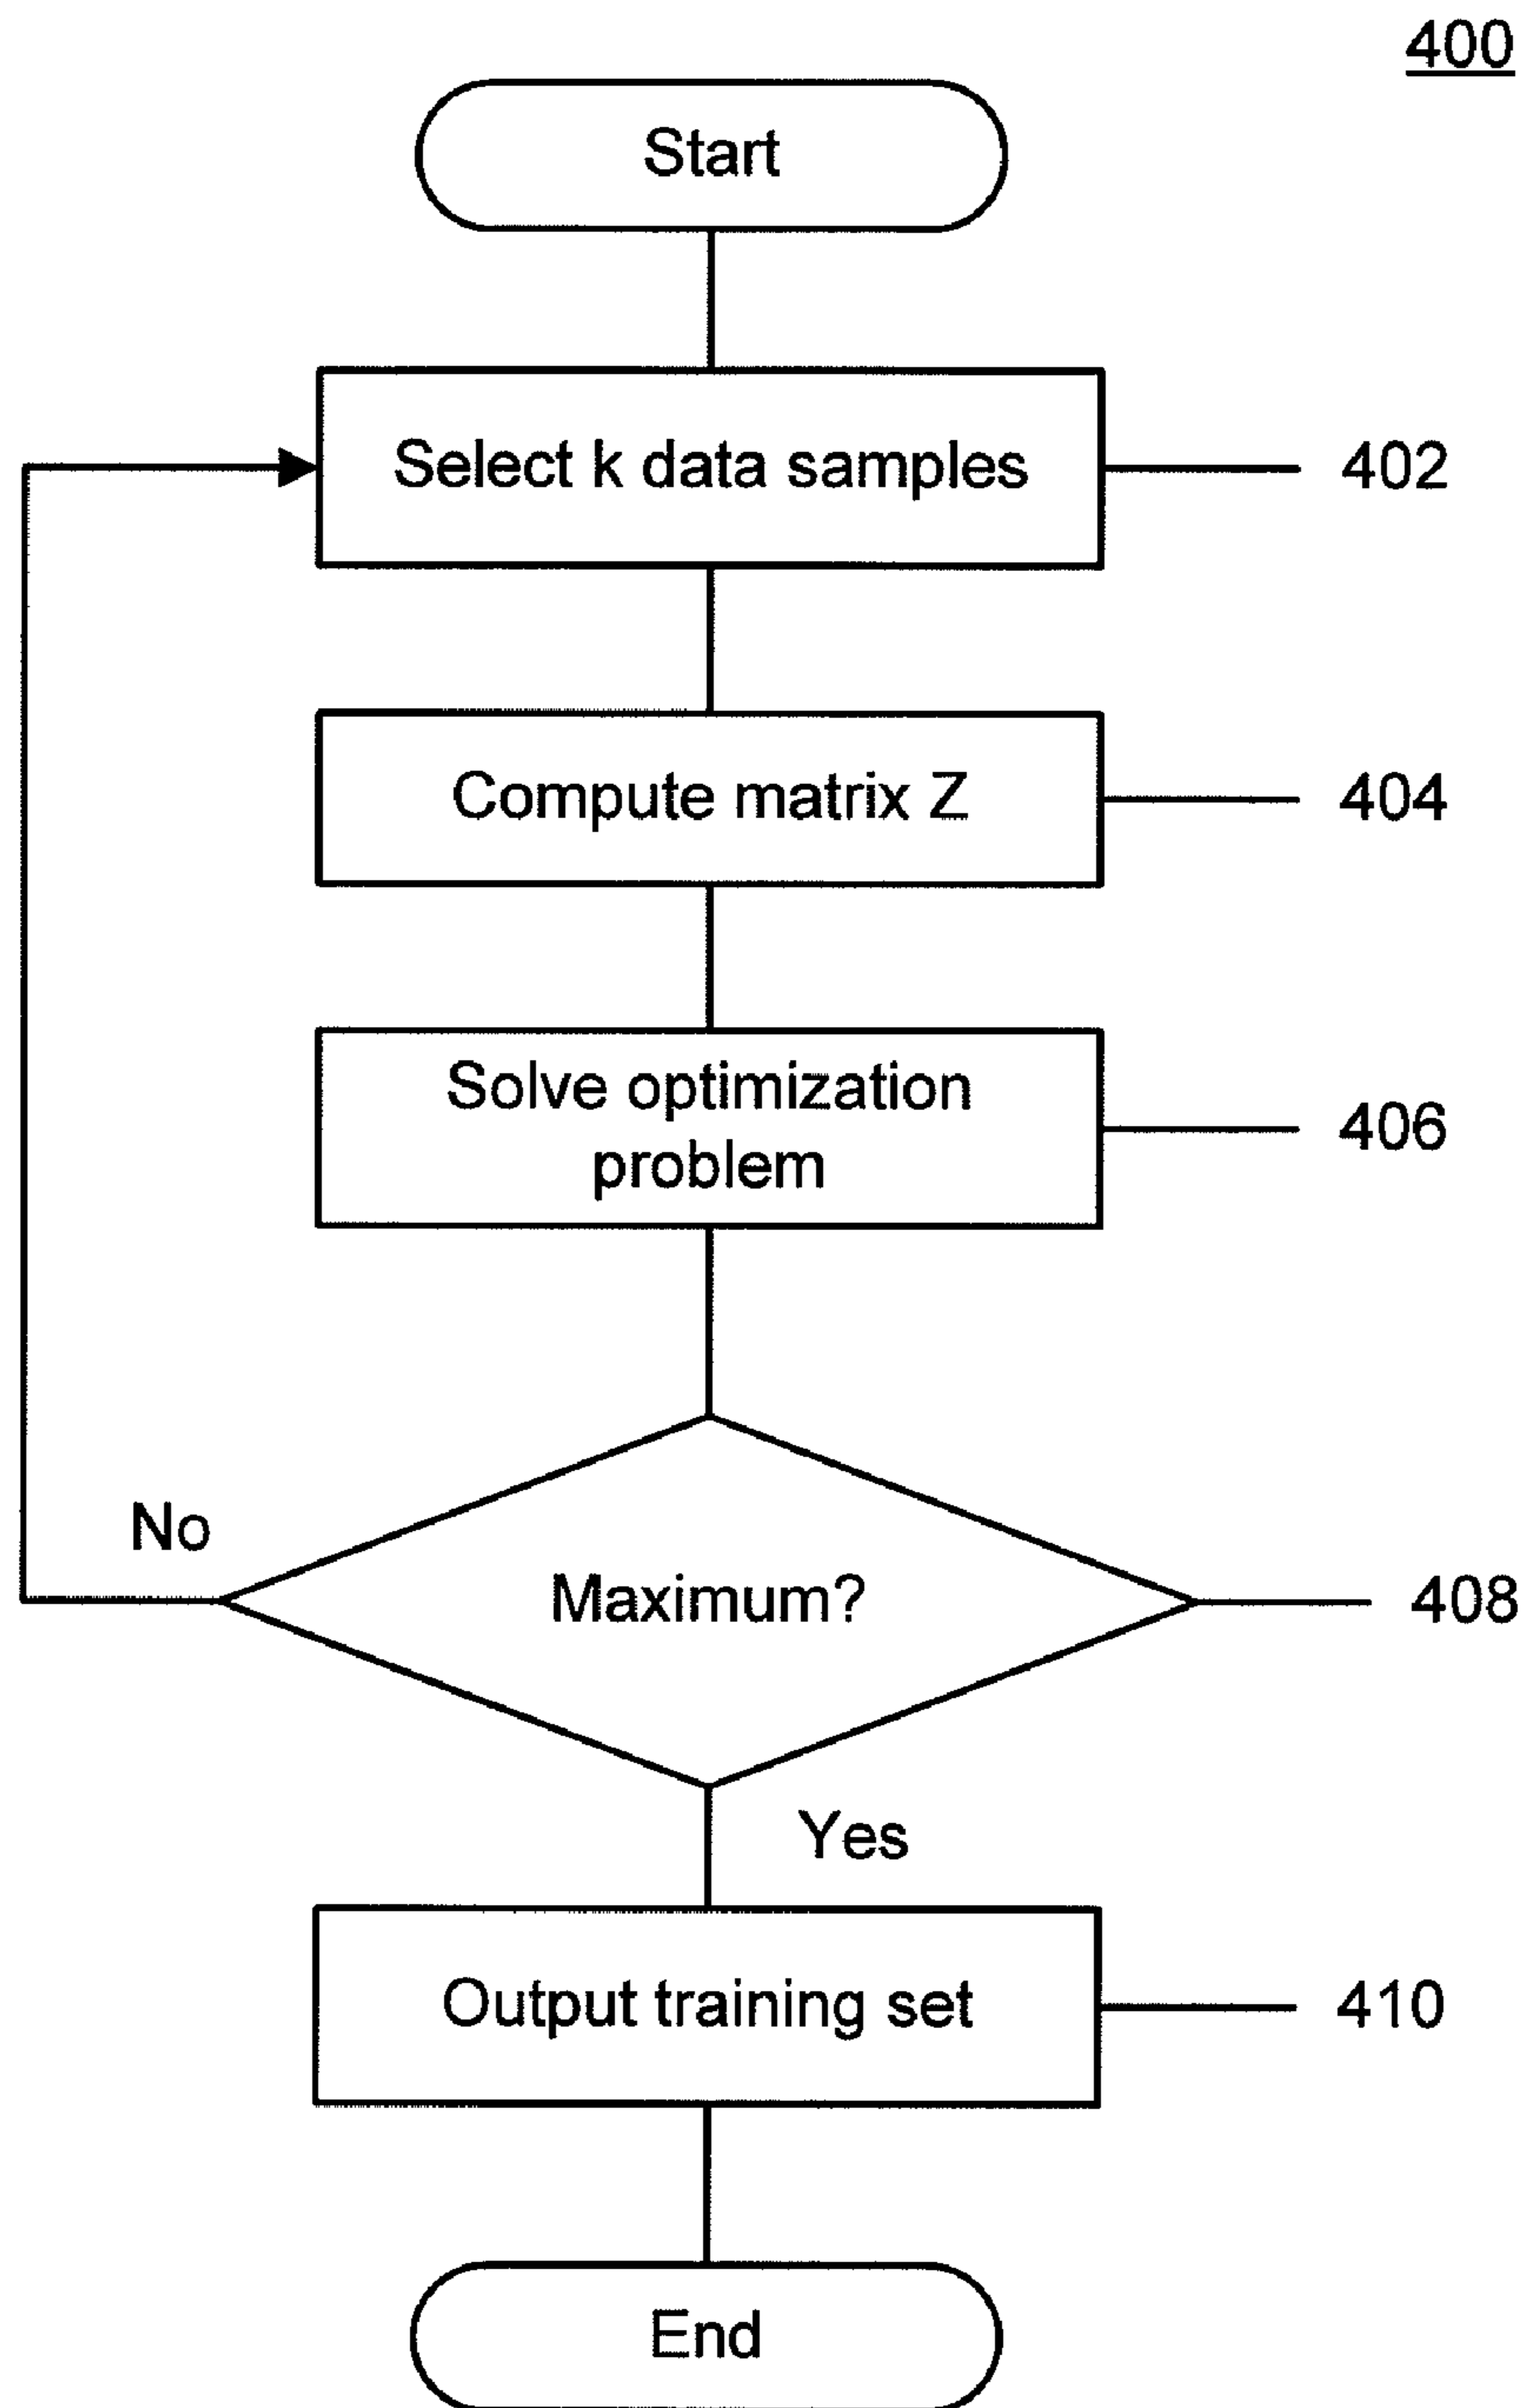 400
Start
Select k data samples
402
Compute matrix Z
404
Solve optimization
problem
406
No
Maximum?
408
Yes
Output training set
410
End